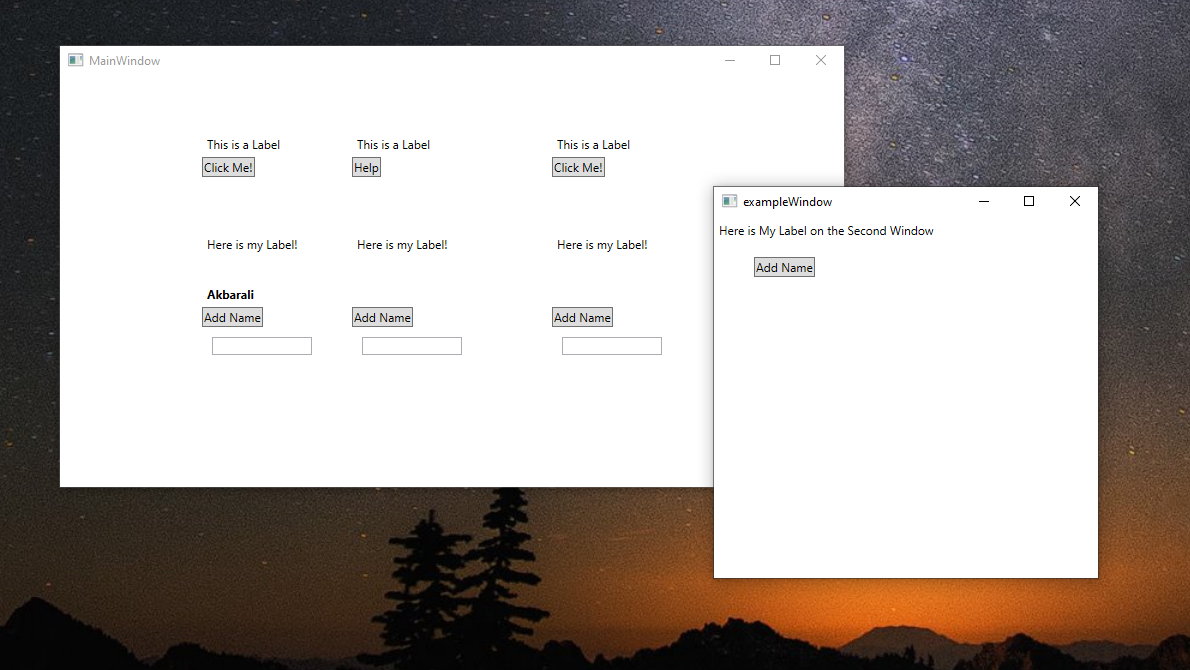 MainWindow
This is a Label This is a Label This is a Label
Click Me! Help Click Me!
Here is my Label! Here is my Label! Here is my Label!
Akbarali
Add Name Add Name Add Name
exampleWindow
Here is My Label on the Second Window
Add Name